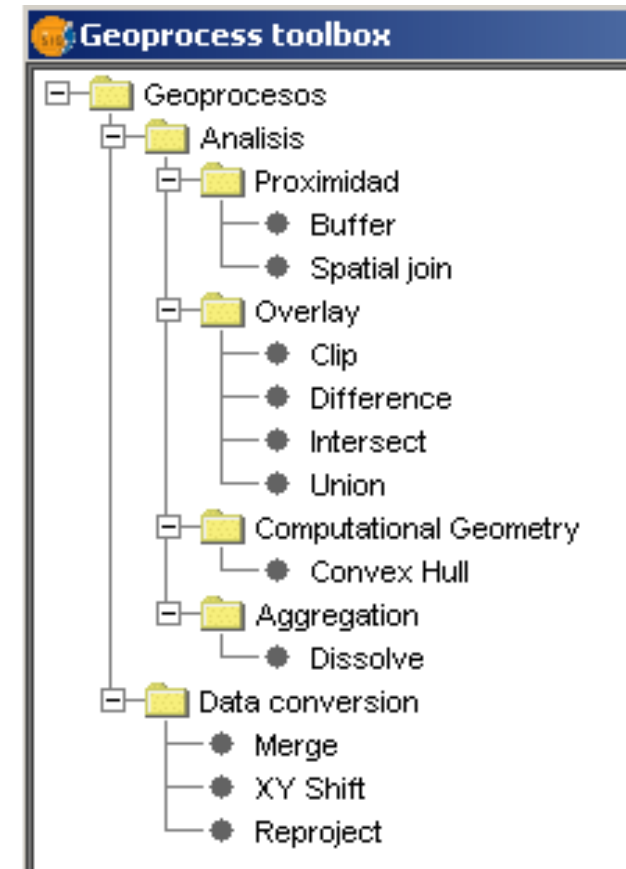 SIG
Geoprocess toolbox
Geoprocesos
Analisis
Proximidad
Buffer
Spatial join
Overlay
Clip
Difference
Intersect
Union
Computational Geometry
Convex Hull
Aggregation
Dissolve
Data conversion
Merge
XY Shift
Reproject